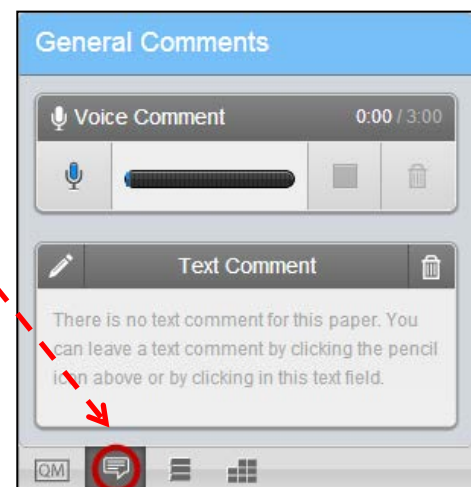 General Comments
Voice Comment 0:00 / 3:00
Text Comment
There is no text comment for this paper. You
can leave a text comment by clicking the pencil
icon above or by clicking in this text field.
QM